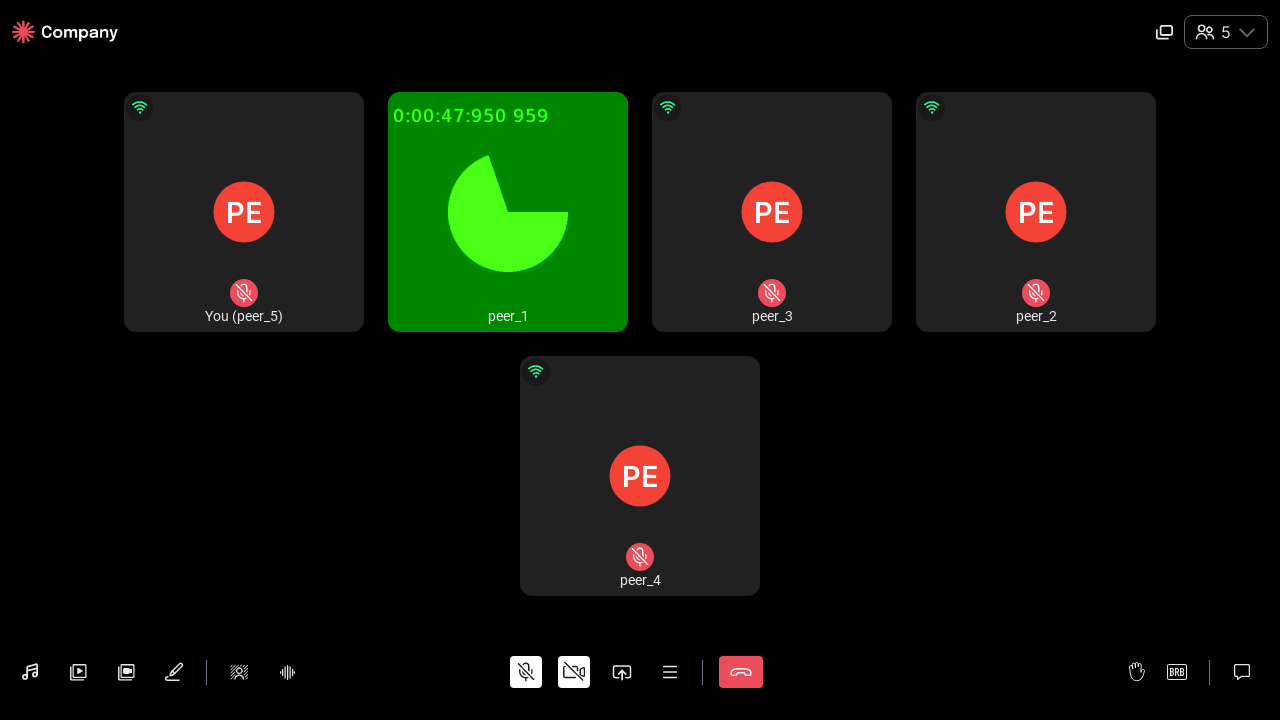 Company
5
0:00:47:950 959
PE
PE
PE
You (peer_5)
peer_1
peer_3
peer_2
PE
peer_4
BRB